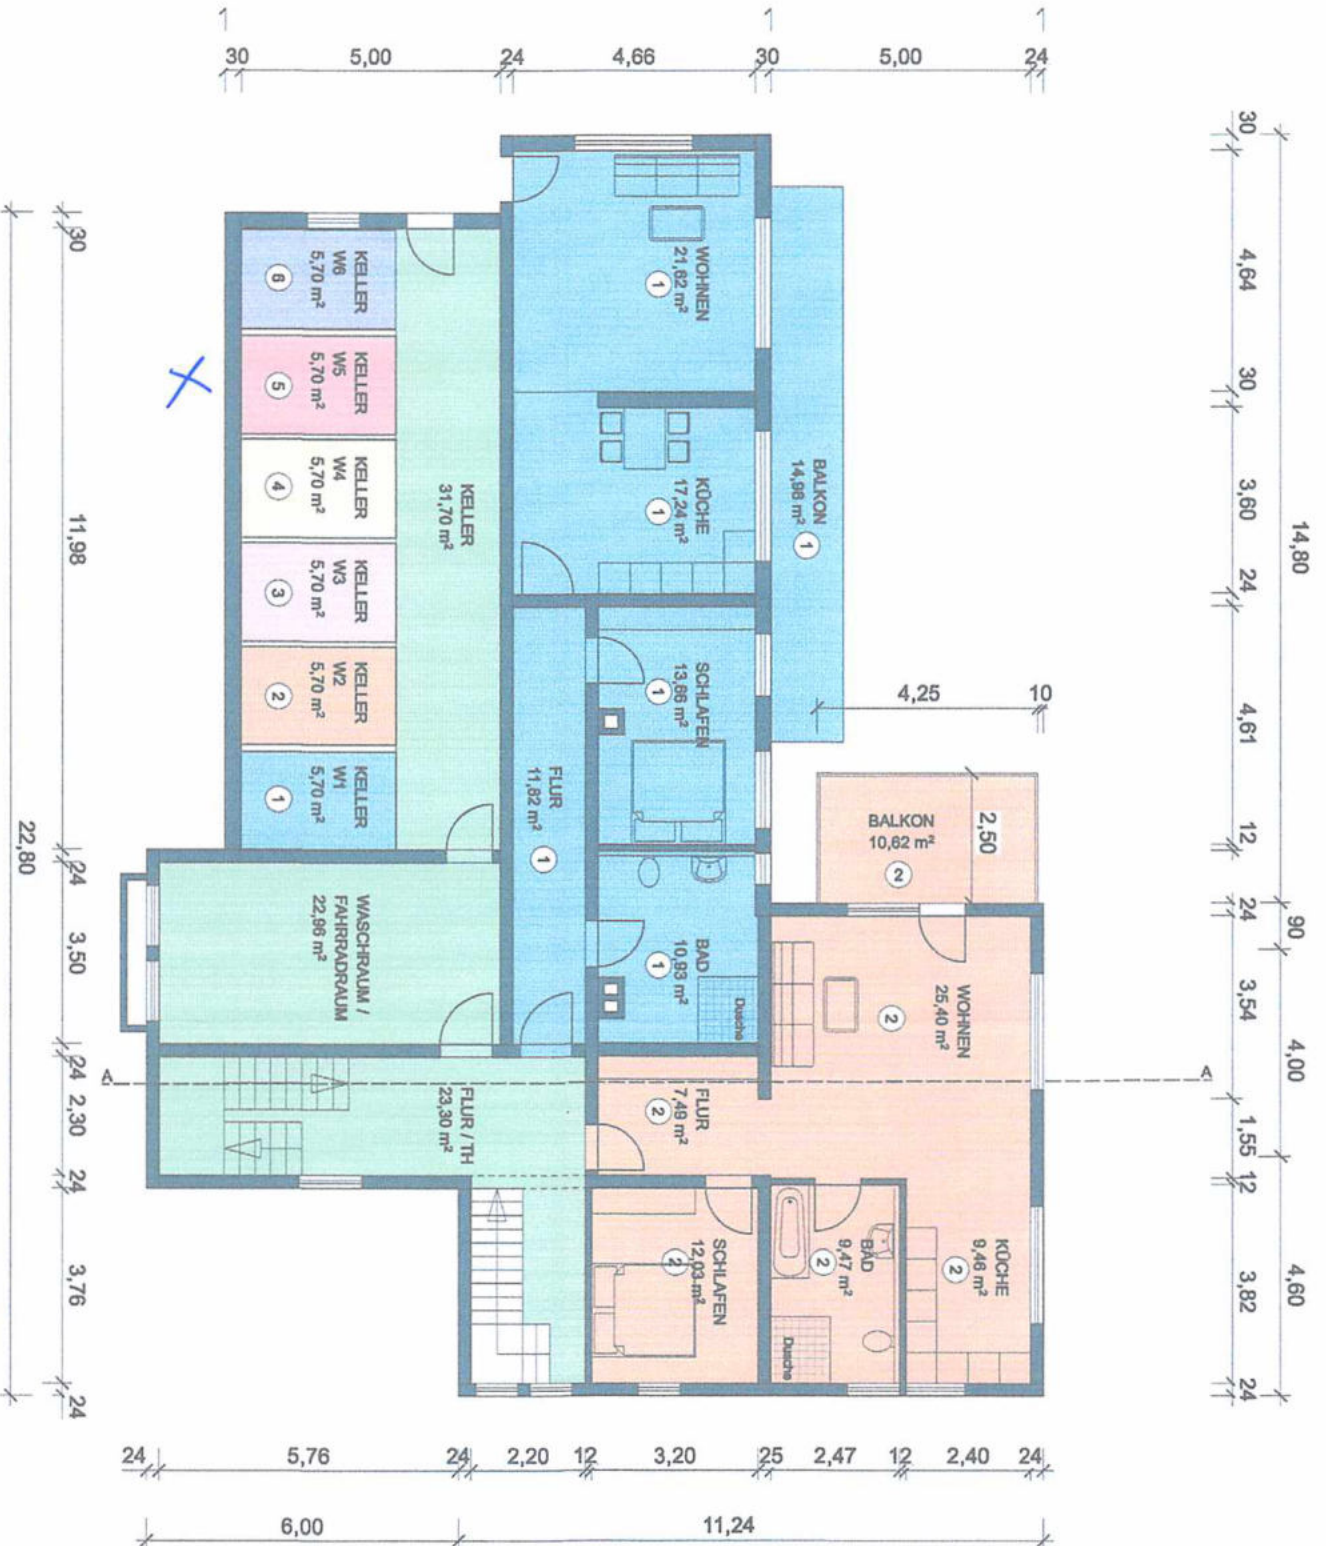 30
5,00
24
4,66
30
5,00
24
30
4,64
30
3,60
24
4,61
12
24
3,54
1,55
12
3,82
24
14,80
90
4,00
4,60
4,25
10
2,50
WOHNEN
21,62 m²
1
KÜCHE
17,24 m²
1
BALKON
14,96 m²
1
SCHLAFEN
13,66 m²
1
FLUR
11,82 m²
1
BAD
10,93 m²
1
Dusche
BALKON
10,62 m²
2
WOHNEN
25,40 m²
2
KÜCHE
9,46 m²
2
BAD
9,47 m²
2
Dusche
SCHLAFEN
12,03 m²
2
FLUR
7,49 m²
2
KELLER
W6
5,70 m²
6
KELLER
W5
5,70 m²
5
KELLER
W4
5,70 m²
4
KELLER
W3
5,70 m²
3
KELLER
W2
5,70 m²
2
KELLER
W1
5,70 m²
1
KELLER
31,70 m²
WASCHRAUM /
FAHRRADRAUM
22,96 m²
FLUR / TH
23,30 m²
A
A
30
11,98
24
3,50
24
2,30
24
3,76
24
22,80
24
5,76
24
2,20
12
3,20
25
2,47
12
2,40
24
6,00
11,24